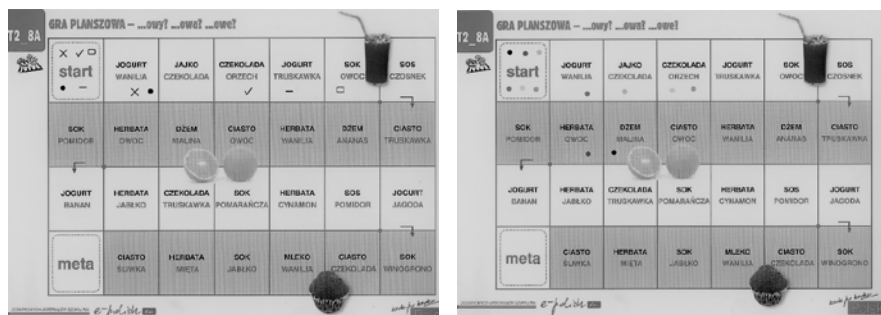 GRA PLANSZOWA – ...owy? ...owa? ...owe?
T2_8A
start
JOGURT JAJKO CZEKOLADA JOGURT SOK SOS
WANILIA CZEKOLADA ORZECH TRUSKAWKA OWOC CZOSNEK
SOK HERBATA DŻEM CIASTO HERBATA DŻEM CIASTO
POMIDOR OWOC MALINA OWOC WANILIA ANANAS TRUSKAWKA
JOGURT HERBATA CZEKOLADA SOK HERBATA SOS JOGURT
BANAN JABŁKO TRUSKAWKA POMARAŃCZA CYNAMON POMIDOR JAGODA
meta
CIASTO HERBATA SOK MLEKO CIASTO SOK
ŚLIWKA MIĘTA JABŁKO WANILIA CZEKOLADA WINOGRONO
e-polish
GRA PLANSZOWA – ...owy? ...owa? ...owe?
T2_8A
start
JOGURT JAJKO CZEKOLADA JOGURT SOK SOS
WANILIA CZEKOLADA ORZECH TRUSKAWKA OWOC CZOSNEK
SOK HERBATA DŻEM CIASTO HERBATA DŻEM CIASTO
POMIDOR OWOC MALINA OWOC WANILIA ANANAS TRUSKAWKA
JOGURT HERBATA CZEKOLADA SOK HERBATA SOS JOGURT
BANAN JABŁKO TRUSKAWKA POMARAŃCZA CYNAMON POMIDOR JAGODA
meta
CIASTO HERBATA SOK MLEKO CIASTO SOK
ŚLIWKA MIĘTA JABŁKO WANILIA CZEKOLADA WINOGRONO
e-polish